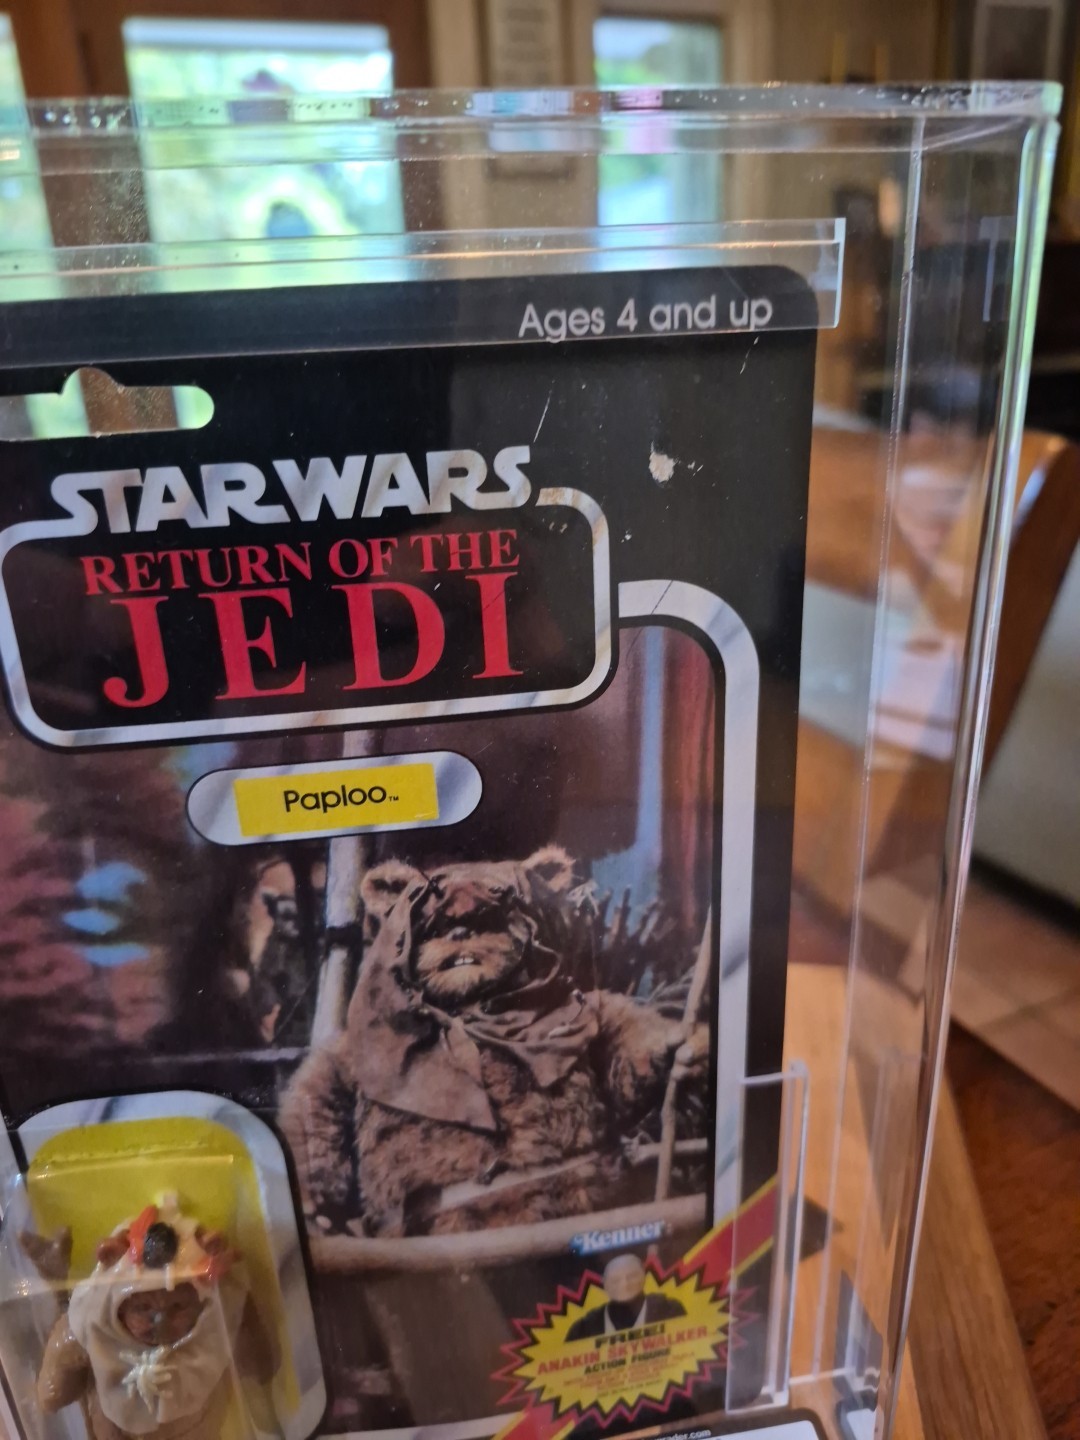 Ages 4 and up
STAR WARS
RETURN OF THE
JEDI
Paploo™
Kenner
FREE!
ANAKIN SKYWALKER
ACTION FIGURE